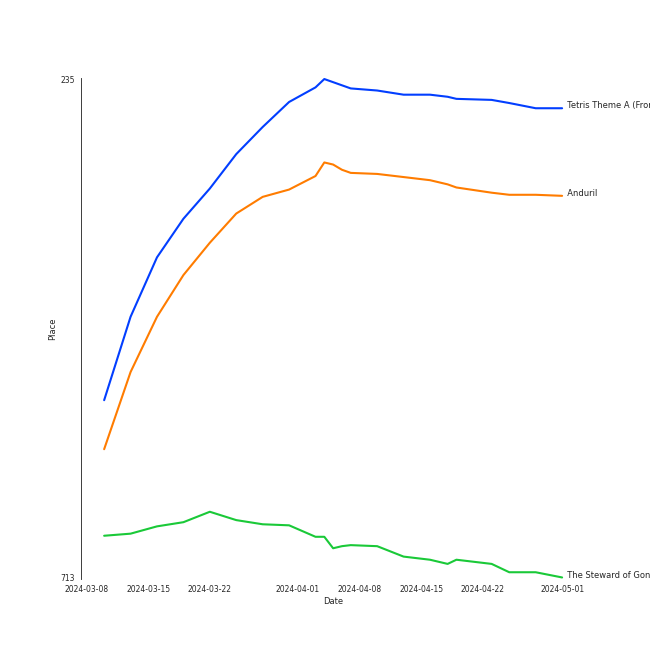 235
Tetris Theme A (Fro
Anduril
Place
The Steward of Gon
713
2024-03-08 2024-03-15 2024-03-22 2024-04-01 2024-04-08 2024-04-15 2024-04-22 2024-05-01
Date